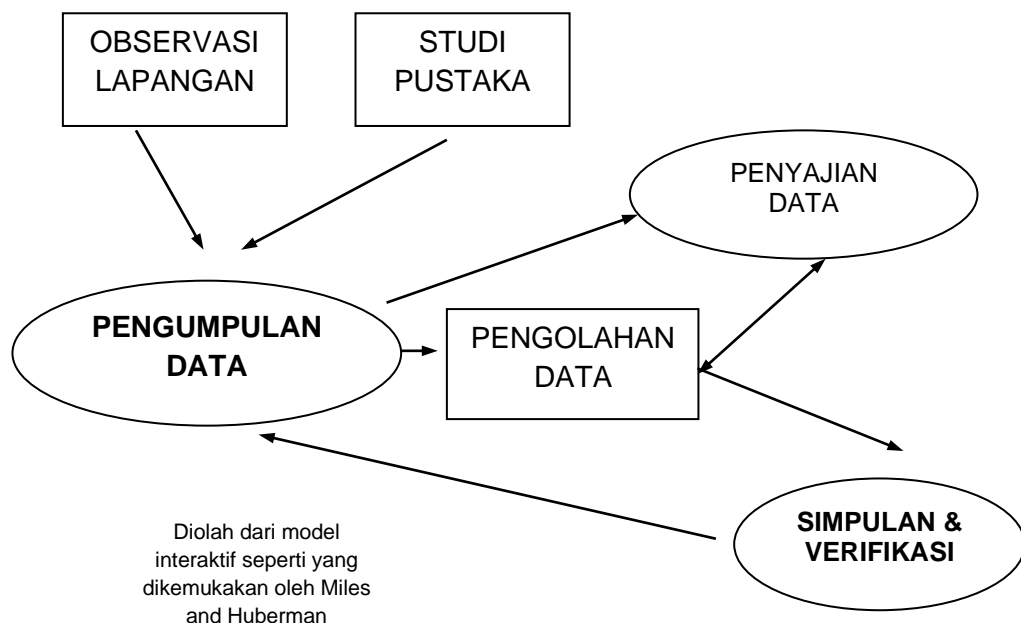 OBSERVASI
LAPANGAN
STUDI
PUSTAKA
PENYAJIAN
DATA
PENGUMPULAN
DATA
PENGOLAHAN
DATA
SIMPULAN &
VERIFIKASI
Diolah dari model
interaktif seperti yang
dikemukakan oleh Miles
and Huberman